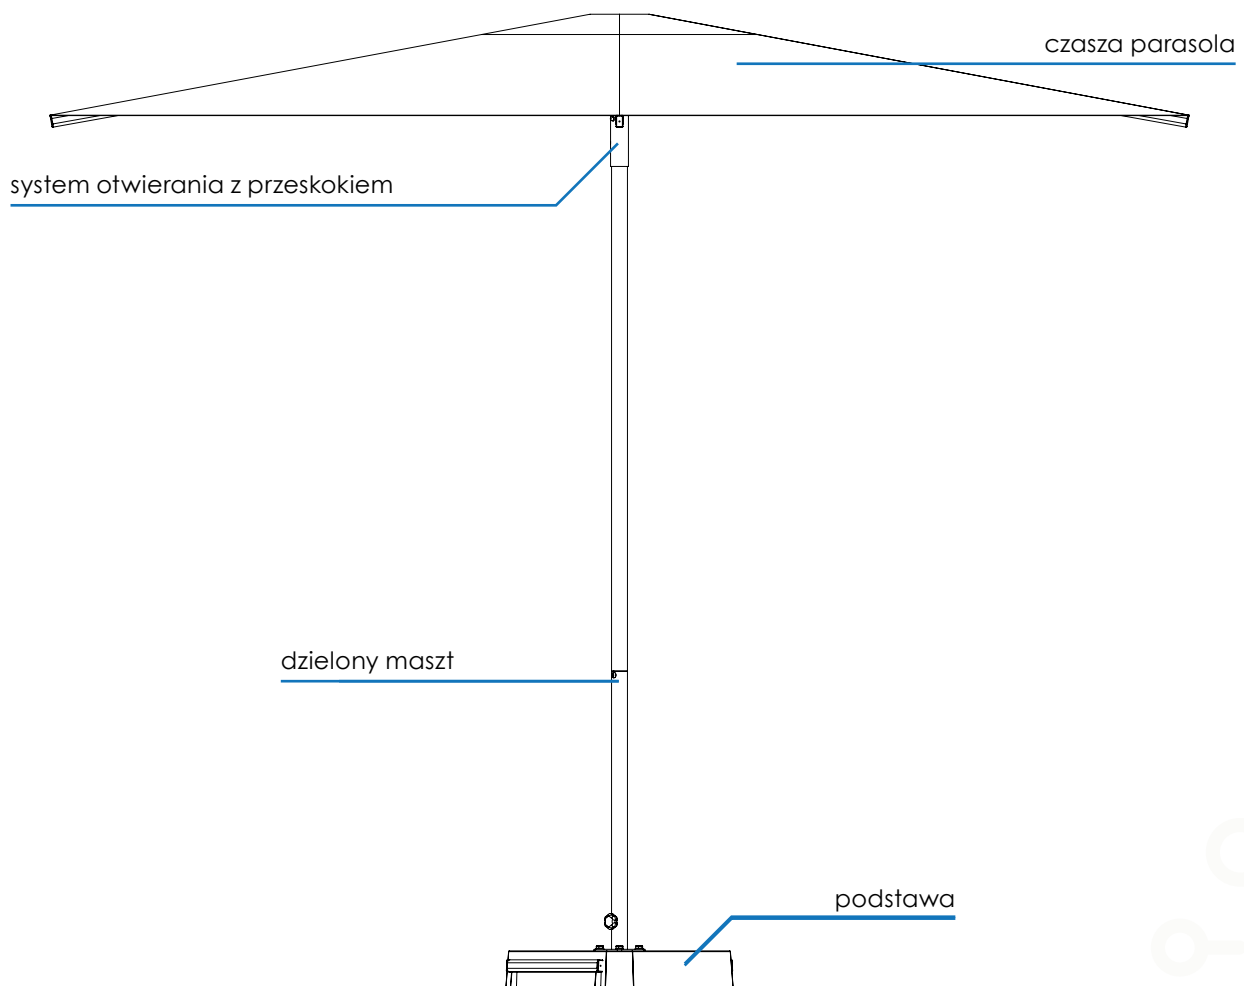 czasza parasola
system otwierania z przeskokiem
dzielony maszt
podstawa